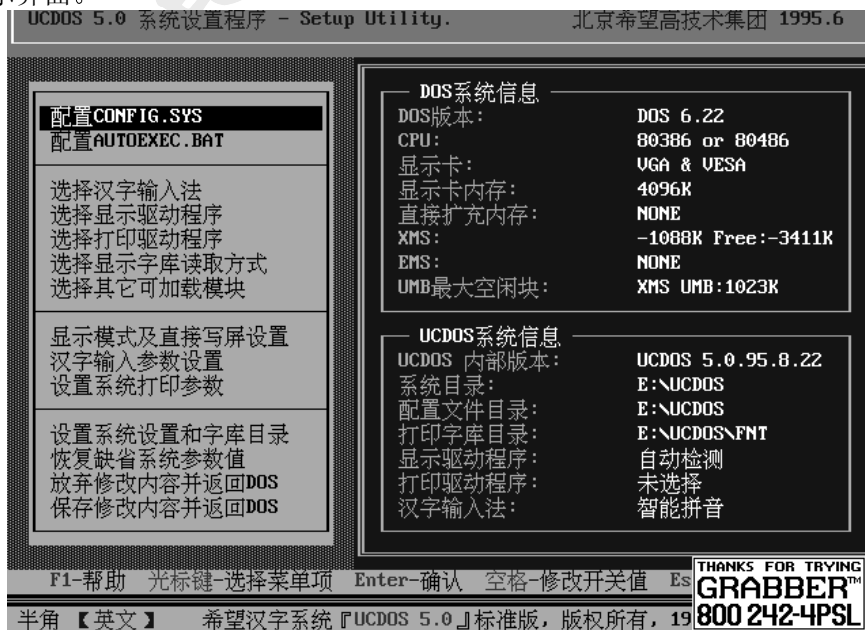 界面。
UCDOS 5.0 系统设置程序 - Setup Utility.    北京希望高技术集团 1995.6
配置CONFIG.SYS
配置AUTOEXEC.BAT
选择汉字输入法
选择显示驱动程序
选择打印驱动程序
选择显示字库读取方式
选择其它可加载模块
显示模式及直接写屏设置
汉字输入参数设置
设置系统打印参数
设置系统设置和字库目录
恢复缺省系统参数值
放弃修改内容并返回DOS
保存修改内容并返回DOS
DOS系统信息
DOS版本: DOS 6.22
CPU: 80386 or 80486
显示卡: VGA & VESA
显示卡内存: 4096K
直接扩充内存: NONE
XMS: -1088K Free:-3411K
EMS: NONE
UMB最大空闲块: XMS UMB:1023K
UCDOS系统信息
UCDOS 内部版本: UCDOS 5.0.95.8.22
系统目录: E:\UCDOS
配置文件目录: E:\UCDOS
打印字库目录: E:\UCDOS\FNT
显示驱动程序: 自动检测
打印驱动程序: 未选择
汉字输入法: 智能拼音
F1-帮助 光标键-选择菜单项 Enter-确认 空格-修改开关值 Es
半角 【英文】 希望汉字系统『UCDOS 5.0』标准版，版权所有，19
THANKS FOR TRYING
GRABBER™
800 242-4PSL